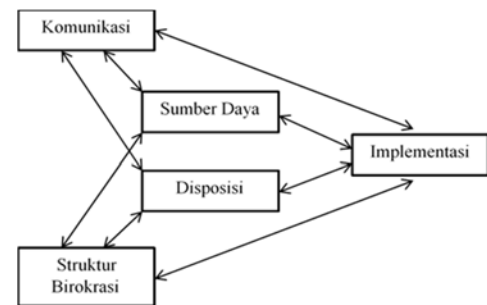 Komunikasi
Sumber Daya
Implementasi
Disposisi
Struktur
Birokrasi